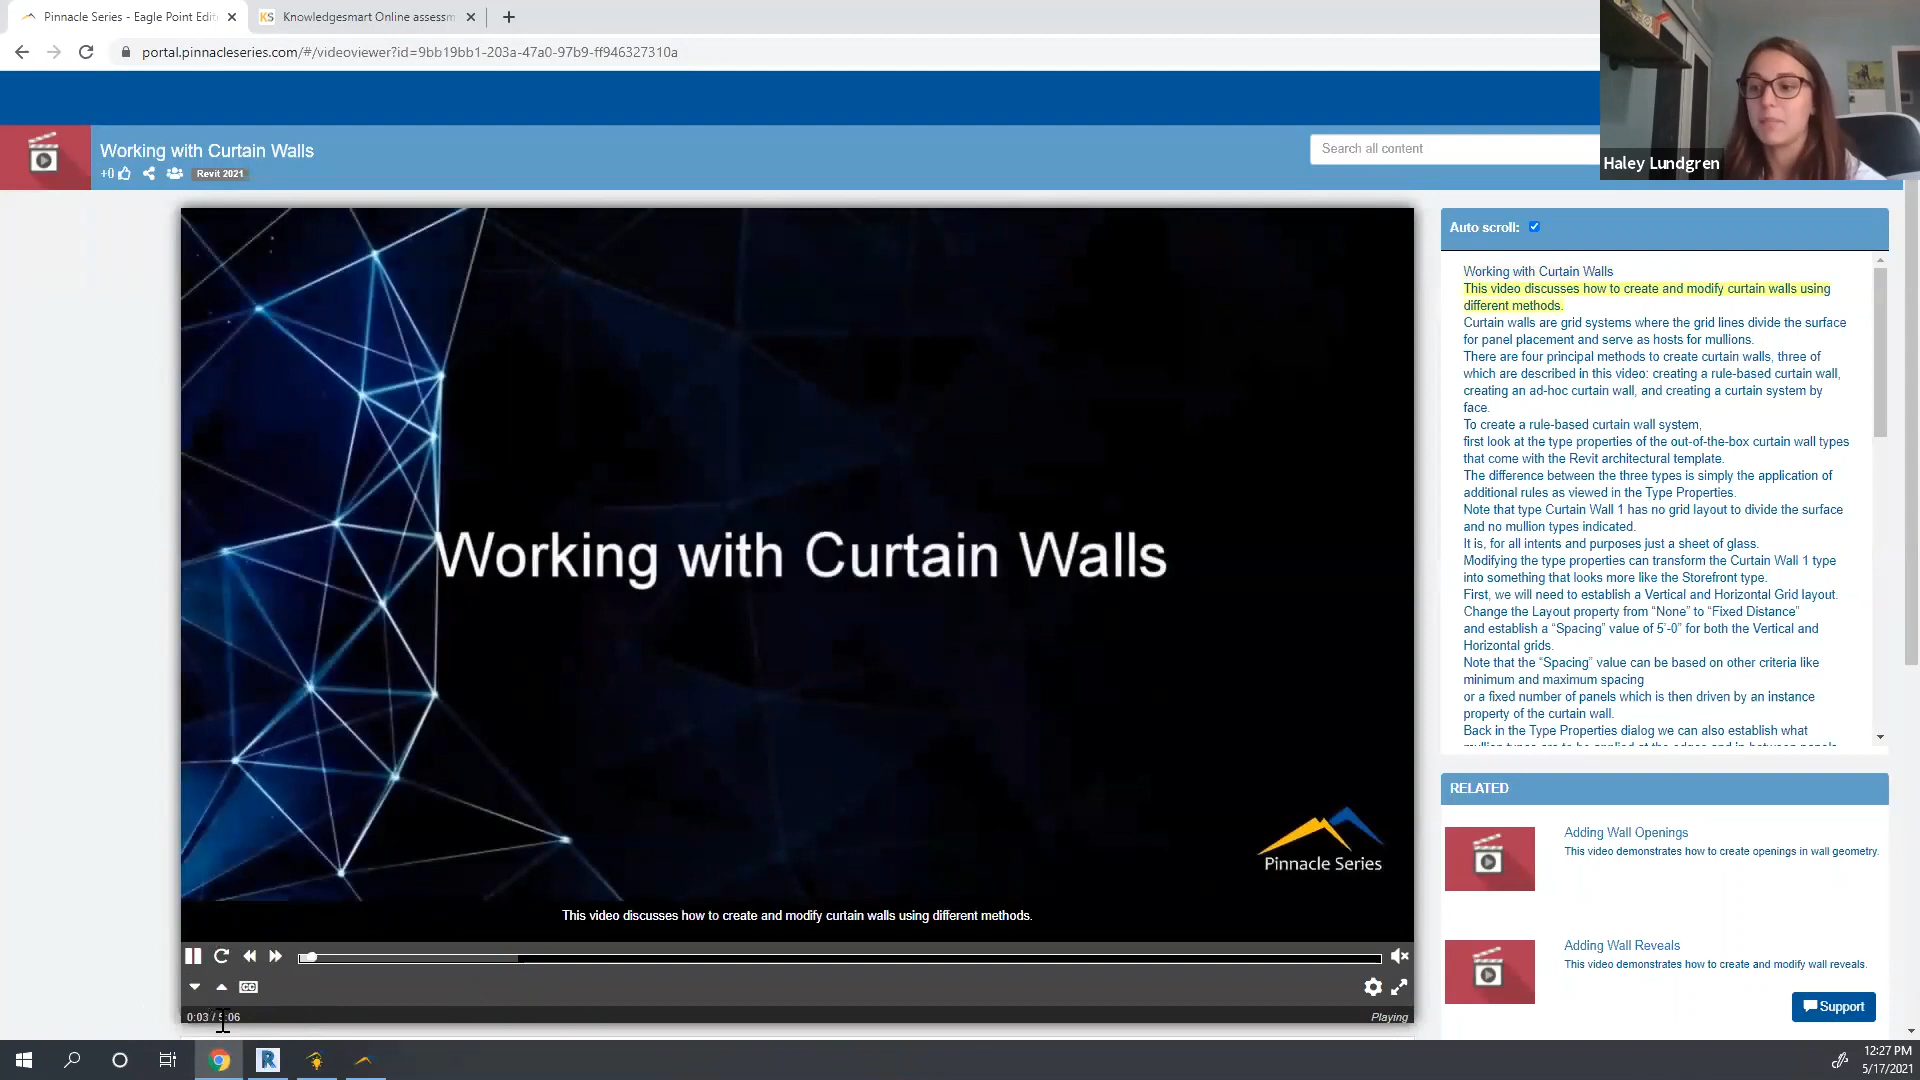 Pinnacle Series - Eagle Point Edit
KS Knowledgesmart Online assessm
portal.pinnacleseries.com/#/videoviewer?id=9bb19bb1-203a-47a0-97b9-ff946327310a
Working with Curtain Walls
+0
Revit 2021
Search all content
Haley Lundgren
Working with Curtain Walls
Pinnacle Series
This video discusses how to create and modify curtain walls using different methods.
CC
0:03 / 5:06
Playing
Auto scroll:
Working with Curtain Walls
This video discusses how to create and modify curtain walls using
different methods.
Curtain walls are grid systems where the grid lines divide the surface
for panel placement and serve as hosts for mullions.
There are four principal methods to create curtain walls, three of
which are described in this video: creating a rule-based curtain wall,
creating an ad-hoc curtain wall, and creating a curtain system by
face.
To create a rule-based curtain wall system,
first look at the type properties of the out-of-the-box curtain wall types
that come with the Revit architectural template.
The difference between the three types is simply the application of
additional rules as viewed in the Type Properties.
Note that type Curtain Wall 1 has no grid layout to divide the surface
and no mullion types indicated.
It is, for all intents and purposes just a sheet of glass.
Modifying the type properties can transform the Curtain Wall 1 type
into something that looks more like the Storefront type.
First, we will need to establish a Vertical and Horizontal Grid layout.
Change the Layout property from “None” to “Fixed Distance”
and establish a “Spacing” value of 5’-0” for both the Vertical and
Horizontal grids.
Note that the “Spacing” value can be based on other criteria like
minimum and maximum spacing
or a fixed number of panels which is then driven by an instance
property of the curtain wall.
Back in the Type Properties dialog we can also establish what
mullion types are to be applied at the edges and in between panels
RELATED
Adding Wall Openings
This video demonstrates how to create openings in wall geometry.
Adding Wall Reveals
This video demonstrates how to create and modify wall reveals.
Support
R
12:27 PM
5/17/2021